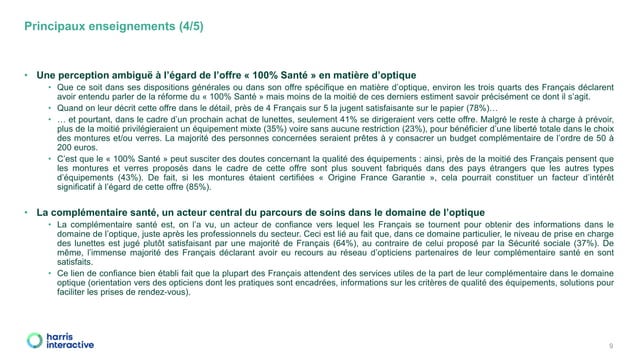 Principaux enseignements (4/5)
• Une perception ambiguë à l'égard de l'offre « 100% Santé » en matière d'optique
• Que ce soit dans ses dispositions générales ou dans son offre spécifique en matière d'optique, environ les trois quarts des Français déclarent
avoir entendu parler de la réforme du « 100% Santé » mais moins de la moitié de ces derniers estiment savoir précisément ce dont il s'agit.
• Quand on leur décrit cette offre dans le détail, près de 4 Français sur 5 la jugent satisfaisante sur le papier (78%)…
• … et pourtant, dans le cadre d'un prochain achat de lunettes, seulement 41% se dirigeraient vers cette offre. Malgré le reste à charge à prévoir,
plus de la moitié privilégieraient un équipement mixte (35%) voire sans aucune restriction (23%), pour bénéficier d'une liberté totale dans le choix
des montures et/ou verres. La majorité des personnes concernées seraient prêtes à y consacrer un budget complémentaire de l'ordre de 50 à
200 euros.
• C'est que le « 100% Santé » peut susciter des doutes concernant la qualité des équipements : ainsi, près de la moitié des Français pensent que
les montures et verres proposés dans le cadre de cette offre sont plus souvent fabriqués dans des pays étrangers que les autres types
d'équipements (43%). De fait, si les montures étaient certifiées « Origine France Garantie », cela pourrait constituer un facteur d'intérêt
significatif à l'égard de cette offre (85%).
• La complémentaire santé, un acteur central du parcours de soins dans le domaine de l'optique
• La complémentaire santé est, on l'a vu, un acteur de confiance vers lequel les Français se tournent pour obtenir des informations dans le
domaine de l'optique, juste après les professionnels du secteur. Ceci est lié au fait que, dans ce domaine particulier, le niveau de prise en charge
des lunettes est jugé plutôt satisfaisant par une majorité de Français (64%), au contraire de celui proposé par la Sécurité sociale (37%). De
même, l'immense majorité des Français déclarant avoir eu recours au réseau d'opticiens partenaires de leur complémentaire santé en sont
satisfaits.
• Ce lien de confiance bien établi fait que la plupart des Français attendent des services utiles de la part de leur complémentaire dans le domaine
optique (orientation vers des opticiens dont les pratiques sont encadrées, informations sur les critères de qualité des équipements, solutions pour
faciliter les prises de rendez-vous).
harris
interactive
9